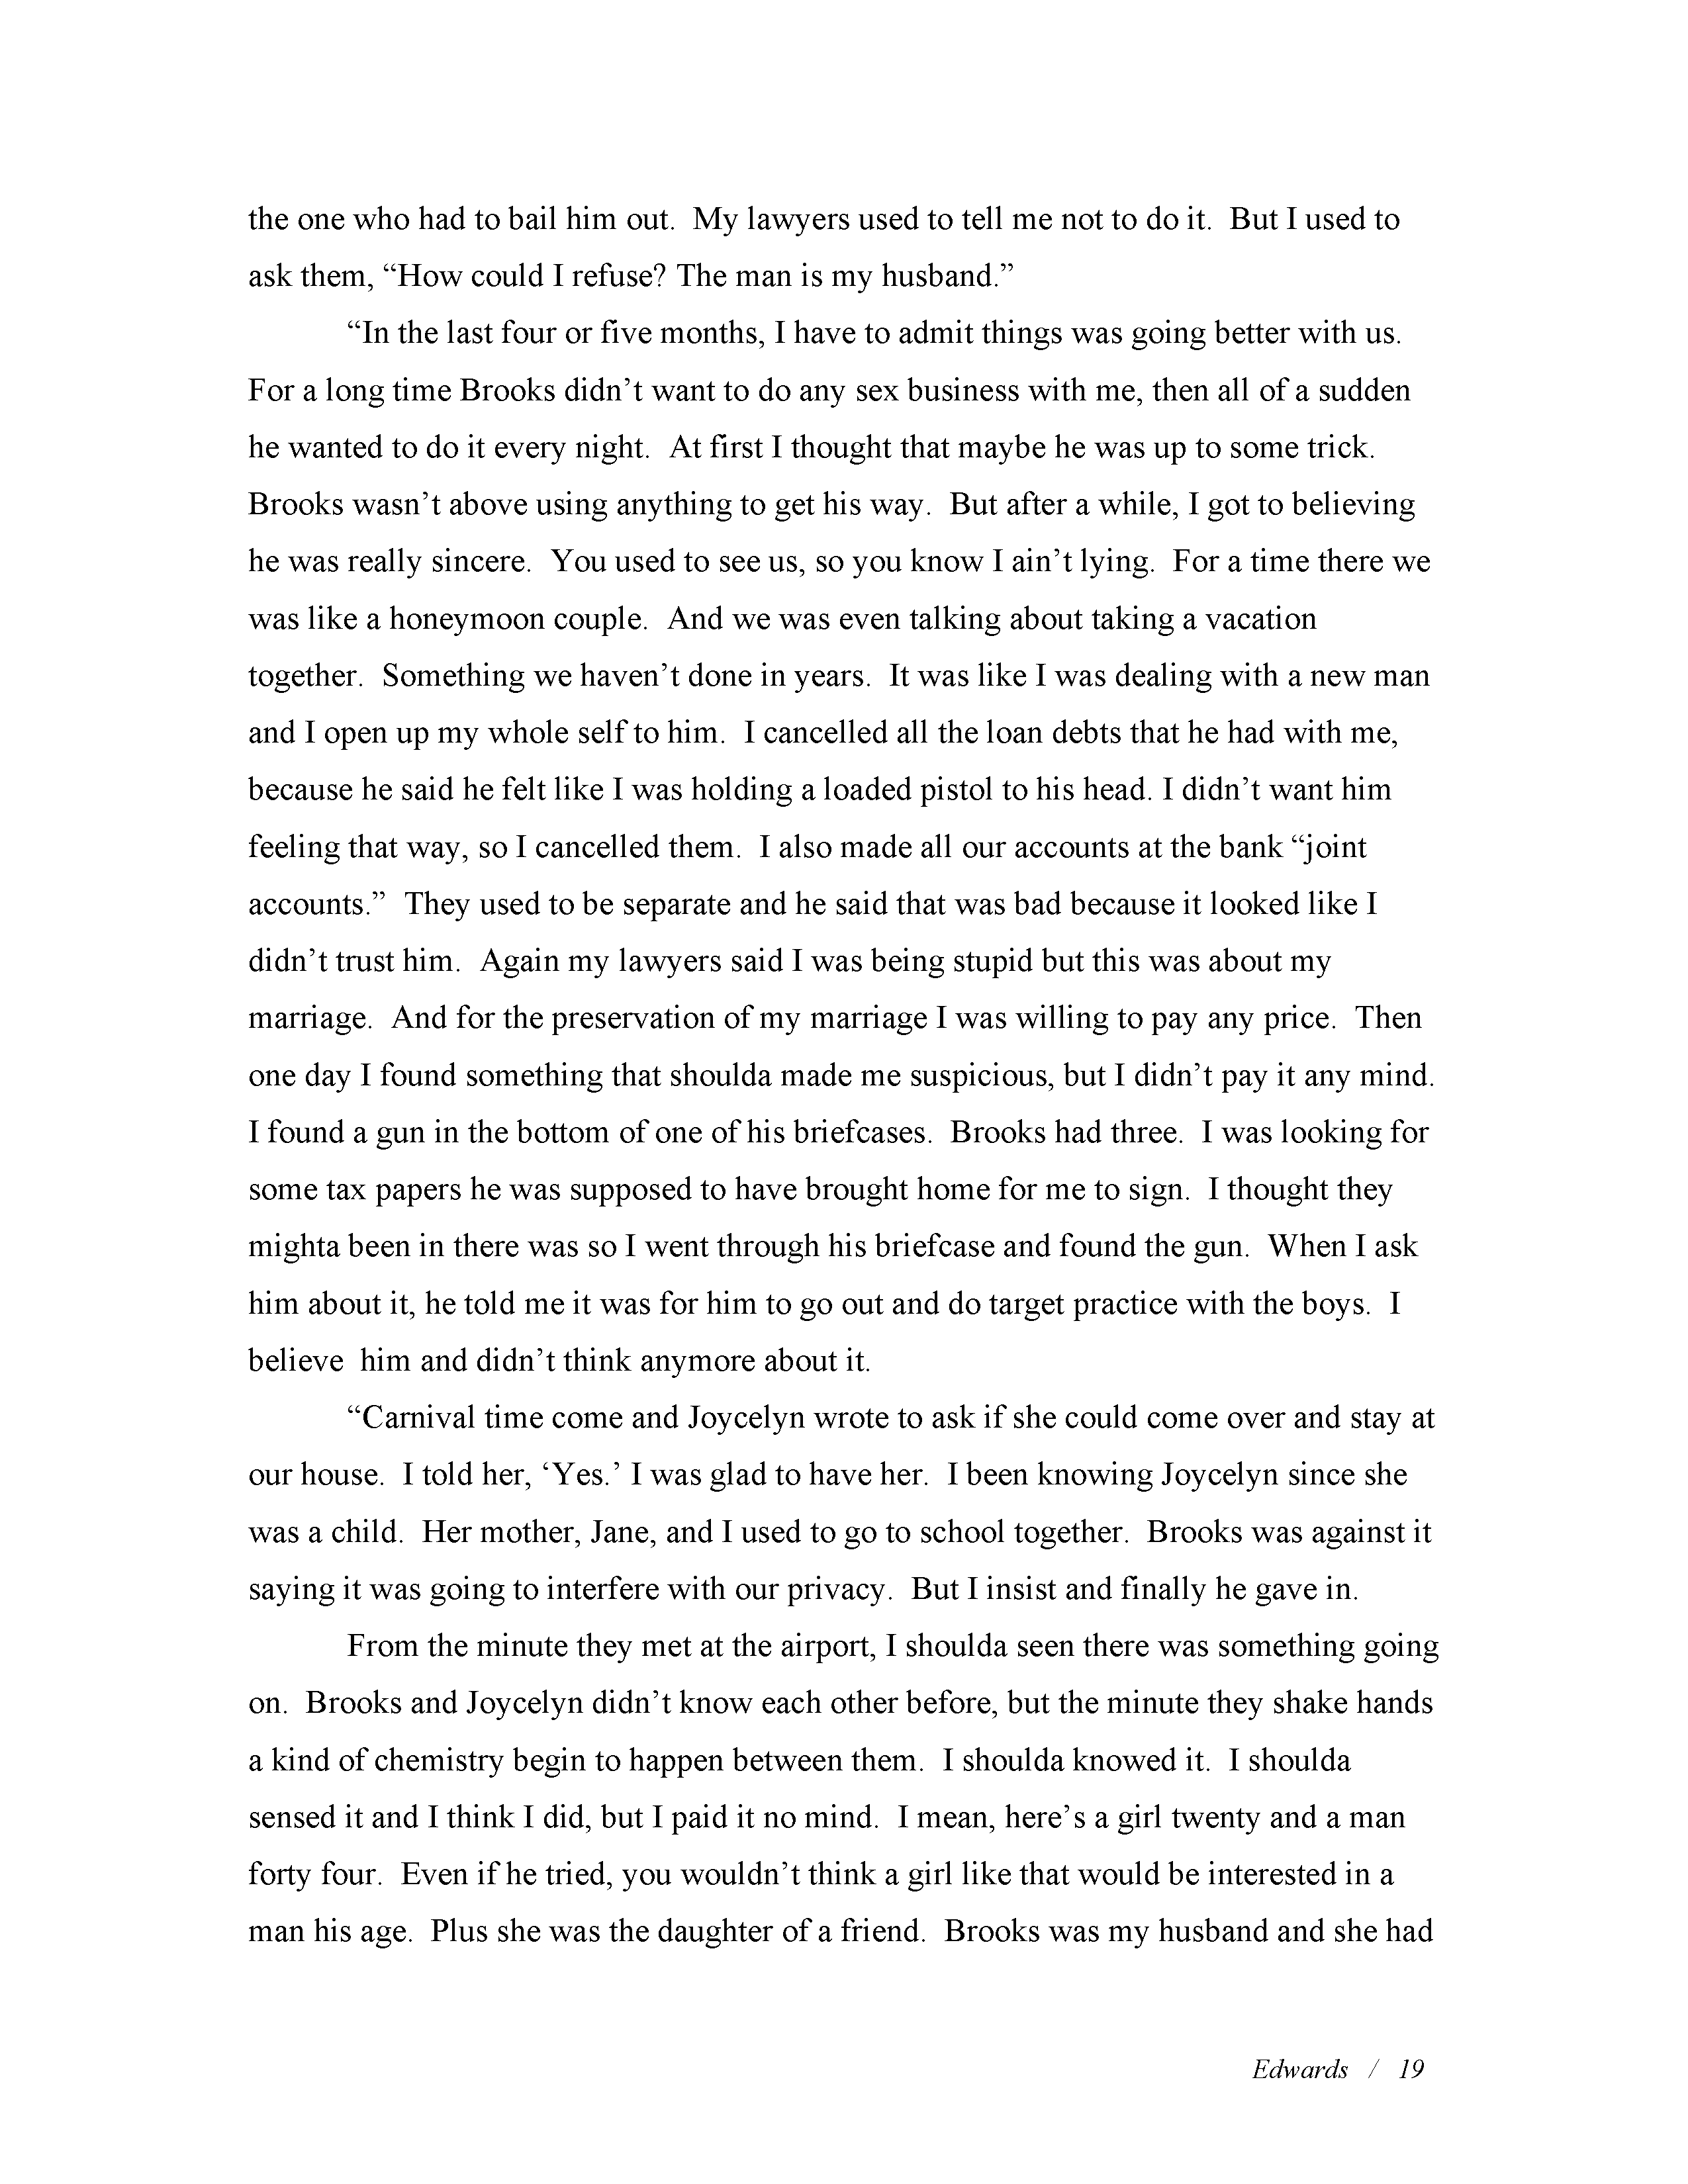 the one who had to bail him out.  My lawyers used to tell me not to do it.  But I used to
ask them, “How could I refuse? The man is my husband.”
“In the last four or five months, I have to admit things was going better with us.
For a long time Brooks didn’t want to do any sex business with me, then all of a sudden
he wanted to do it every night.  At first I thought that maybe he was up to some trick.
Brooks wasn’t above using anything to get his way.  But after a while, I got to believing
he was really sincere.  You used to see us, so you know I ain’t lying.  For a time there we
was like a honeymoon couple.  And we was even talking about taking a vacation
together.  Something we haven’t done in years.  It was like I was dealing with a new man
and I open up my whole self to him.  I cancelled all the loan debts that he had with me,
because he said he felt like I was holding a loaded pistol to his head. I didn’t want him
feeling that way, so I cancelled them.  I also made all our accounts at the bank “joint
accounts.”  They used to be separate and he said that was bad because it looked like I
didn’t trust him.  Again my lawyers said I was being stupid but this was about my
marriage.  And for the preservation of my marriage I was willing to pay any price.  Then
one day I found something that shoulda made me suspicious, but I didn’t pay it any mind.
I found a gun in the bottom of one of his briefcases.  Brooks had three.  I was looking for
some tax papers he was supposed to have brought home for me to sign.  I thought they
mighta been in there was so I went through his briefcase and found the gun.  When I ask
him about it, he told me it was for him to go out and do target practice with the boys.  I
believe  him and didn’t think anymore about it.
“Carnival time come and Joycelyn wrote to ask if she could come over and stay at
our house.  I told her, ‘Yes.’ I was glad to have her.  I been knowing Joycelyn since she
was a child.  Her mother, Jane, and I used to go to school together.  Brooks was against it
saying it was going to interfere with our privacy.  But I insist and finally he gave in.
From the minute they met at the airport, I shoulda seen there was something going
on.  Brooks and Joycelyn didn’t know each other before, but the minute they shake hands
a kind of chemistry begin to happen between them.  I shoulda knowed it.  I shoulda
sensed it and I think I did, but I paid it no mind.  I mean, here’s a girl twenty and a man
forty four.  Even if he tried, you wouldn’t think a girl like that would be interested in a
man his age.  Plus she was the daughter of a friend.  Brooks was my husband and she had
Edwards / 19